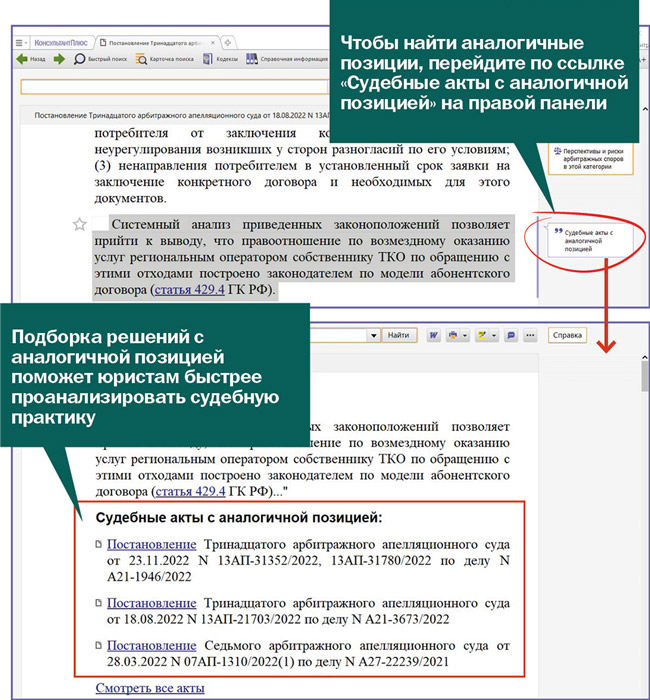 Чтобы найти аналогичные
позиции, перейдите по ссылке
«Судебные акты с аналогичной
позицией» на правой панели
КонсультантПлюс
Постановление Тринадцатого арбитражного а
Назад
Быстрый поиск
Карточка поиска
Кодексы
Справочная информация
Постановление Тринадцатого арбитражного апелляционного суда от 18.08.2022 N 13АП-
потребителя от заключения
неурегулирования возникших у сторон разногласий по его условиям;
(3) ненаправления потребителем в установленный срок заявки на
заключение конкретного договора и необходимых для этого
документов.
Перспективы и риски
арбитражных споров
в этой категории
Системный анализ приведенных законоположений позволяет
прийти к выводу, что правоотношение по возмездному оказанию
услуг региональным оператором собственнику ТКО по обращению с
этими отходами построено законодателем по модели абонентского
договора (статья 429.4 ГК РФ).
Судебные акты с
аналогичной
позицией
Подборка решений с
аналогичной позицией
поможет юристам быстрее
проанализировать судебную
практику
Найти
Справка
законоположений позволяет
по возмездному оказанию
услуг региональным оператором собственнику ТКО по обращению с
этими отходами построено законодателем по модели абонентского
договора (статья 429.4 ГК РФ)..."
Судебные акты с аналогичной позицией:
Постановление Тринадцатого арбитражного апелляционного суда
от 23.11.2022 N 13АП-31352/2022, 13АП-31780/2022 по делу N
А21-1946/2022
Постановление Тринадцатого арбитражного апелляционного суда
от 18.08.2022 N 13АП-21703/2022 по делу N А21-3673/2022
Постановление Седьмого арбитражного апелляционного суда от
28.03.2022 N 07АП-1310/2022(1) по делу N А27-22239/2021
Смотреть все акты